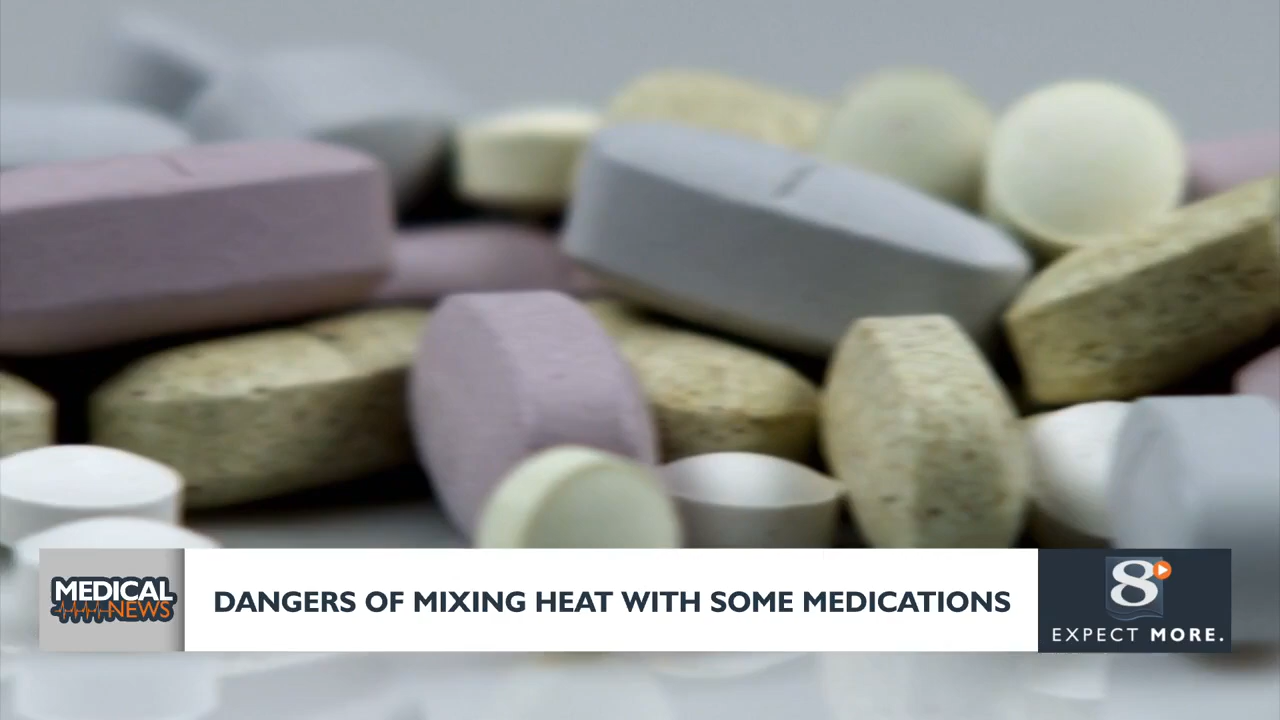 MEDICAL
NEWS
DANGERS OF MIXING HEAT WITH SOME MEDICATIONS
8
EXPECT MORE.